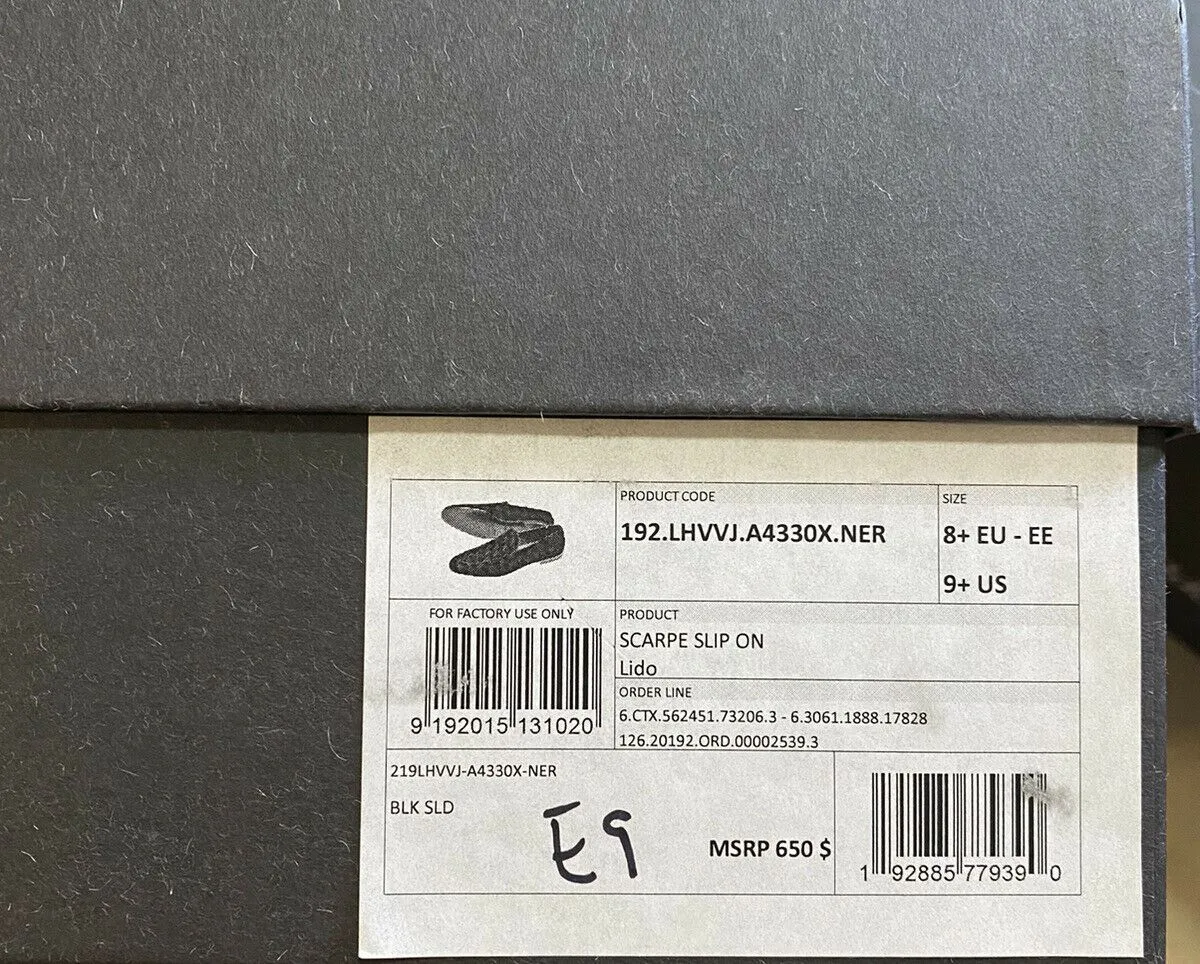 PRODUCT CODE
192.LHVVJ.A4330X.NER
SIZE
8+ EU - EE
9+ US
FOR FACTORY USE ONLY
9 192015 131020
PRODUCT
SCARPE SLIP ON
Lido
ORDER LINE
6.CTX.562451.73206.3 - 6.3061.1888.17828
126.20192.ORD.00002539.3
219LHVVJ-A4330X-NER
BLK SLD
E9
MSRP 650 $
1 92885 77939 0